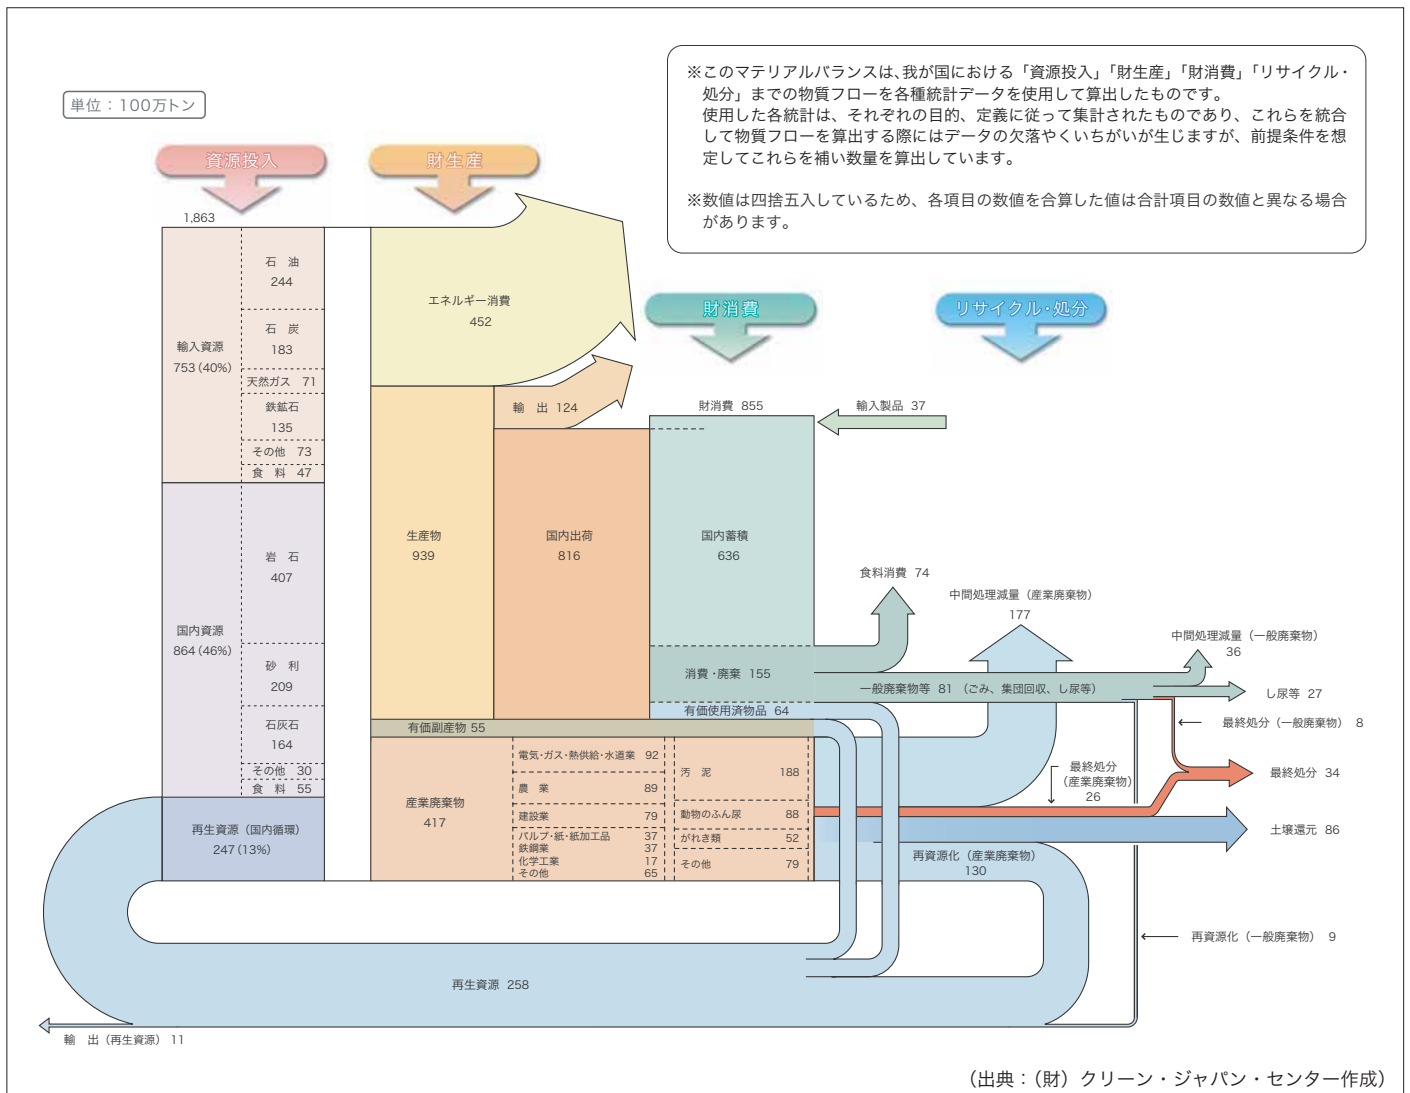 単位：100万トン
※このマテリアルバランスは、我が国における「資源投入」「財生産」「財消費」「リサイクル・
処分」までの物質フローを各種統計データを使用して算出したものです。
使用した各統計は、それぞれの目的、定義に従って集計されたものであり、これらを統合
して物質フローを算出する際にはデータの欠落やくいちがいが生じますが、前提条件を想
定してこれらを補い数量を算出しています。
※数値は四捨五入しているため、各項目の数値を合算した値は合計項目の数値と異なる場合
があります。
資源投入
財生産
財消費
リサイクル・処分
1,863
輸入資源
753 (40%)
石　油
244
石　炭
183
天然ガス 71
鉄鉱石
135
その他 73
食　料 47
国内資源
864 (46%)
岩　石
407
砂　利
209
石灰石
164
その他 30
食　料 55
再生資源（国内循環）
247 (13%)
エネルギー消費
452
輸　出 124
生産物
939
国内出荷
816
有価副産物 55
産業廃棄物
417
電気・ガス・熱供給・水道業 92
農　業 89
建設業 79
パルプ・紙・紙加工品 37
鉄鋼業 37
化学工業 17
その他 65
汚　泥 188
動物のふん尿 88
がれき類 52
その他 79
財消費 855
輸入製品 37
国内蓄積
636
消費・廃棄 155
有価使用済物品 64
食料消費 74
中間処理減量（産業廃棄物）
177
一般廃棄物等 81 （ごみ、集団回収、し尿等）
中間処理減量（一般廃棄物）
36
し尿等 27
最終処分（一般廃棄物） 8
最終処分
（産業廃棄物）
26
最終処分 34
土壌還元 86
再資源化（産業廃棄物）
130
再資源化（一般廃棄物） 9
再生資源 258
輸　出（再生資源） 11
（出典：（財）クリーン・ジャパン・センター作成）